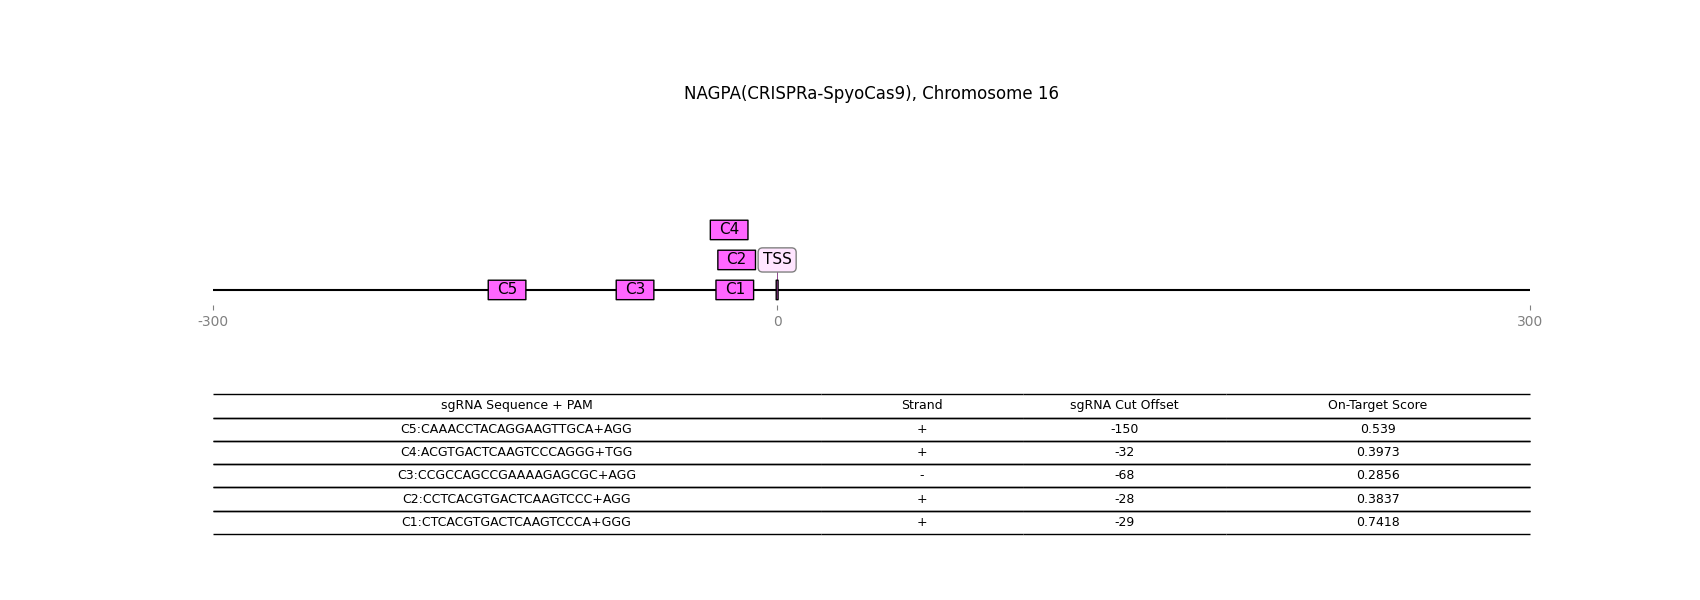 NAGPA(CRISPRa-SpyoCas9), Chromosome 16
C4
C2 TSS
C5 C3 C1
-300 0 300
sgRNA Sequence + PAM Strand sgRNA Cut Offset On-Target Score
C5:CAAACCTACAGGAAGTTGCA+AGG + -150 0.539
C4:ACGTGACTCAAGTCCCAGGG+TGG + -32 0.3973
C3:CCGCCAGCCGAAAAGAGCGC+AGG - -68 0.2856
C2:CCTCACGTGACTCAAGTCCC+AGG + -28 0.3837
C1:CTCACGTGACTCAAGTCCCA+GGG + -29 0.7418